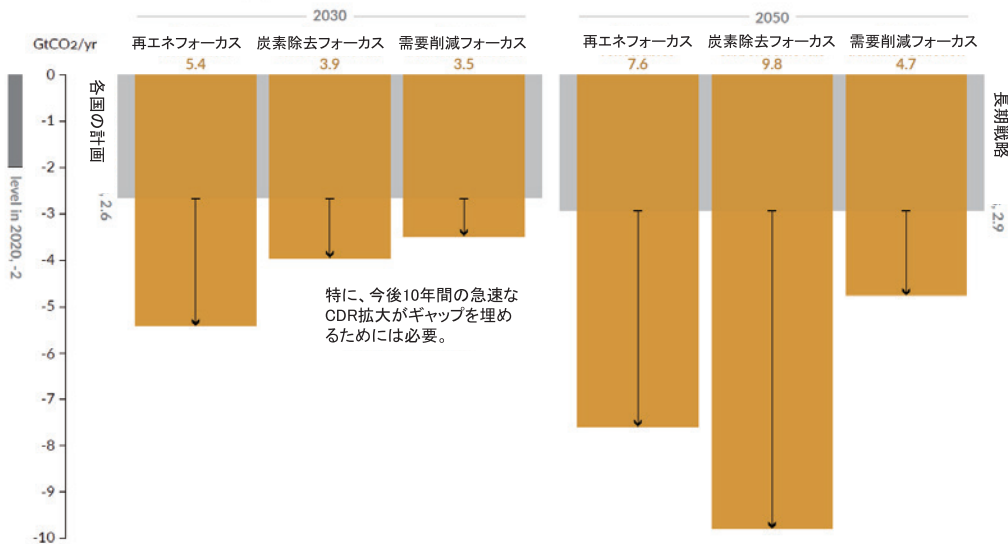 2030
2050
GtCO2/yr
再エネフォーカス
炭素除去フォーカス
需要削減フォーカス
再エネフォーカス
炭素除去フォーカス
需要削減フォーカス
5.4
3.9
3.5
7.6
9.8
4.7
0
-1
-2
-3
-4
-5
-6
-7
-8
-9
-10
level in 2020, -2
各国の計画
, 2.6
長期戦略
, 2.9
特に、今後10年間の急速な
CDR拡大がギャップを埋め
るためには必要。